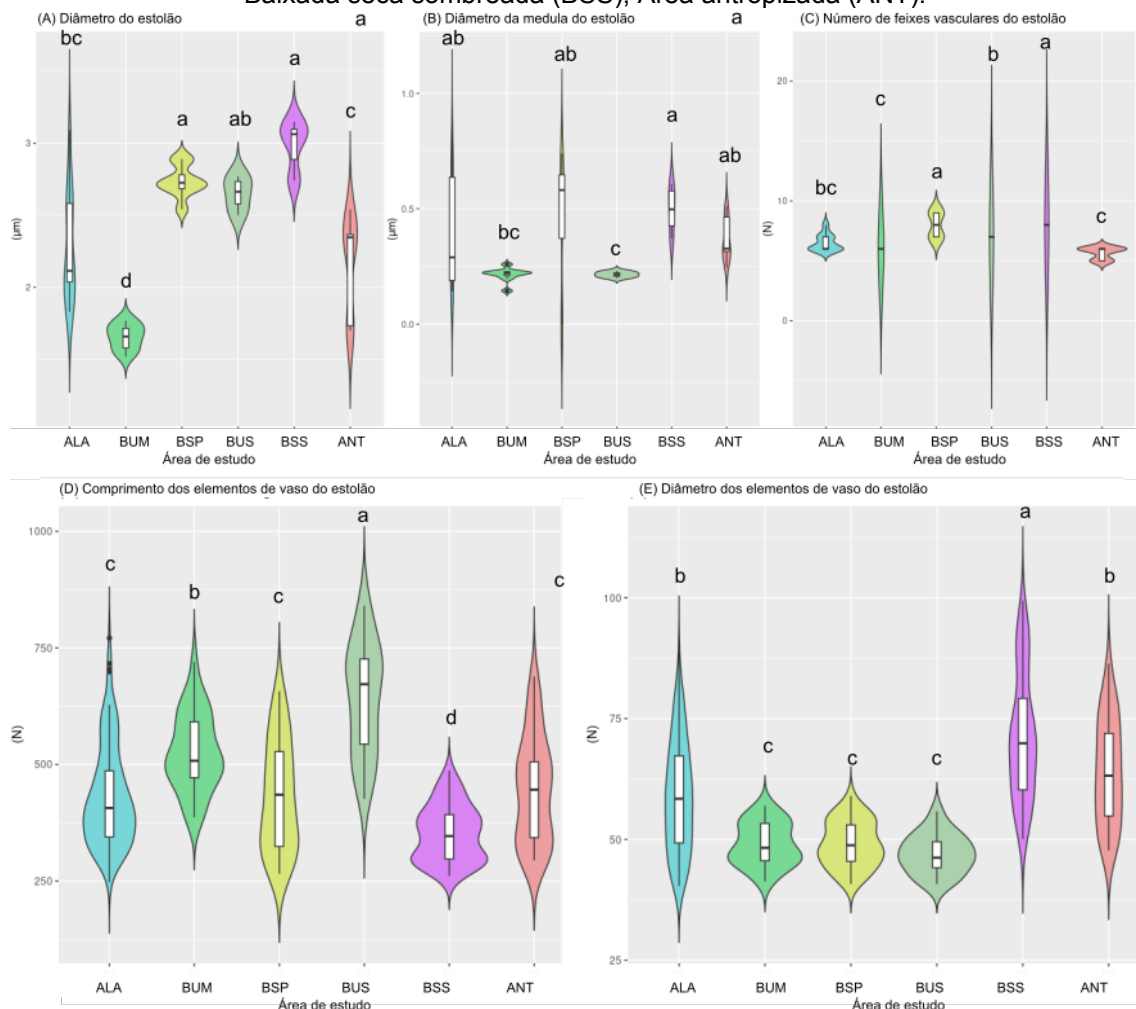 Baixada seca sombreada (BSS), Área antropizada (ANT).
(A) Diâmetro do estolão
(B) Diâmetro da medula do estolão
(C) Número de feixes vasculares do estolão
bc
d
a
ab
a
a
c
(µm)
3
2
ALA BUM BSP BUS BSS ANT
Área de estudo
ab
bc
ab
c
a
a
ab
(µm)
1.0
0.5
0.0
ALA BUM BSP BUS BSS ANT
Área de estudo
bc
c
a
b
a
c
(N)
20
10
0
ALA BUM BSP BUS BSS ANT
Área de estudo
(D) Comprimento dos elementos de vaso do estolão
(E) Diâmetro dos elementos de vaso do estolão
c
b
c
a
d
c
(N)
1000
750
500
250
ALA BUM BSP BUS BSS ANT
Área de estudo
b
c
c
c
a
b
(N)
100
75
50
25
ALA BUM BSP BUS BSS ANT
Área de estudo